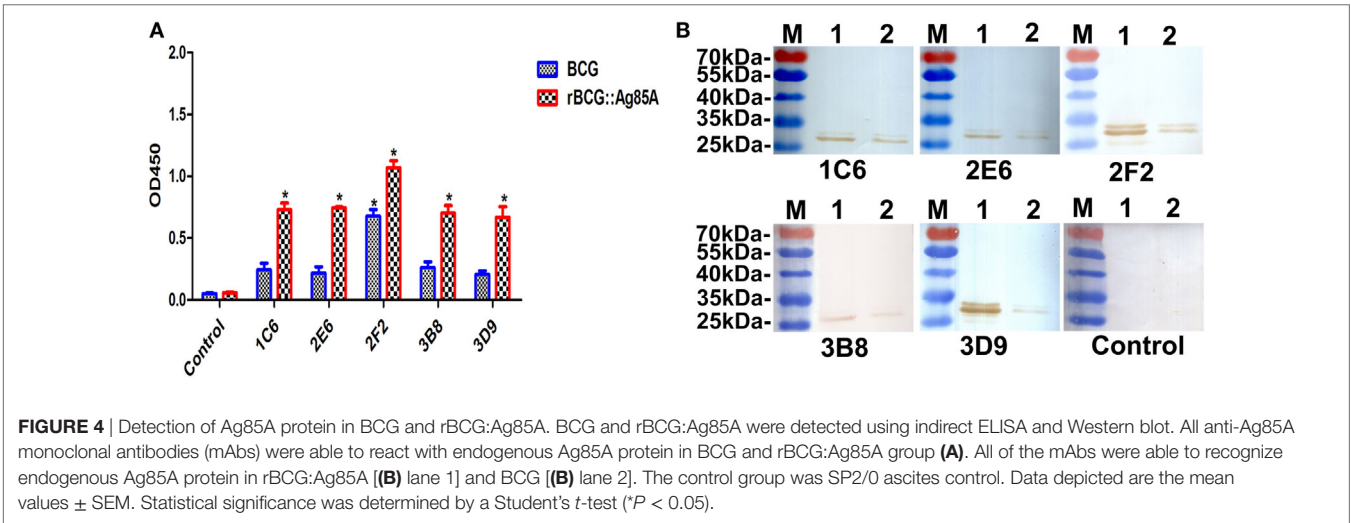 A
2.0
1.5
1.0
0.5
0.0
OD450
BCG
rBCG::Ag85A
*
*
*
*
*
*
Control
1C6
2E6
2F2
3B8
3D9
B
M 1 2 M 1 2 M 1 2
70kDa-
55kDa-
40kDa-
35kDa-
25kDa-
1C6 2E6 2F2
M 1 2 M 1 2 M 1 2
70kDa-
55kDa-
40kDa-
35kDa-
25kDa-
3B8 3D9 Control
FIGURE 4 | Detection of Ag85A protein in BCG and rBCG:Ag85A. BCG and rBCG:Ag85A were detected using indirect ELISA and Western blot. All anti-Ag85A
monoclonal antibodies (mAbs) were able to react with endogenous Ag85A protein in BCG and rBCG:Ag85A group (A). All of the mAbs were able to recognize
endogenous Ag85A protein in rBCG:Ag85A [(B) lane 1] and BCG [(B) lane 2]. The control group was SP2/0 ascites control. Data depicted are the mean
values ± SEM. Statistical significance was determined by a Student's t-test (*P < 0.05).